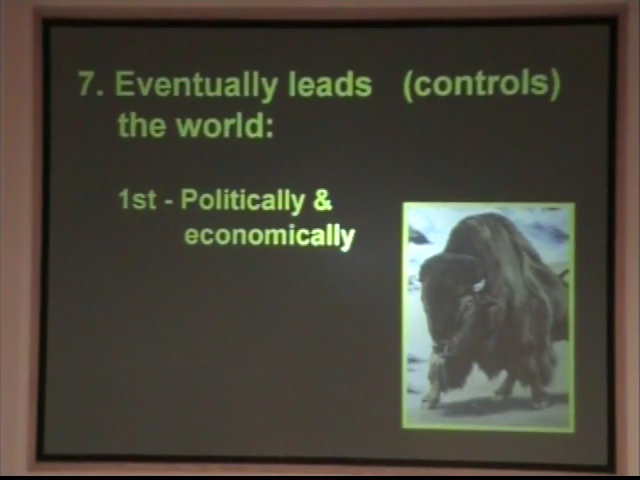 7. Eventually leads (controls)
the world:
1st - Politically &
economically